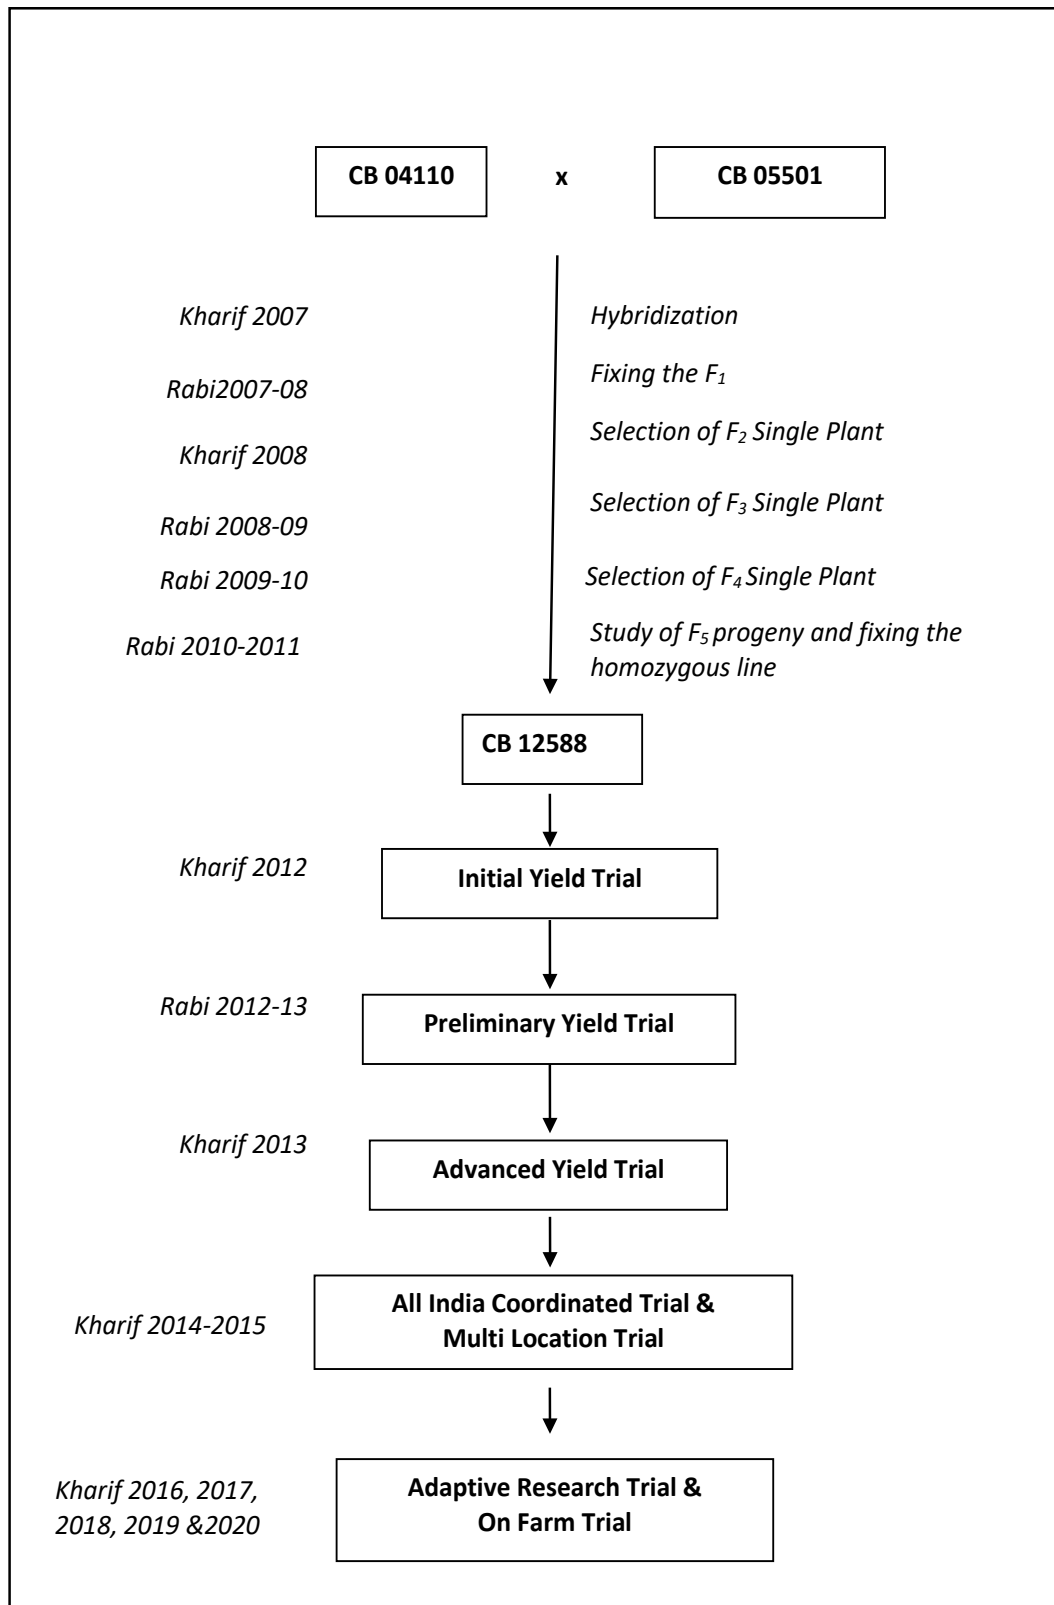 CB 04110 x CB 05501
Kharif 2007 Hybridization
Rabi2007-08 Fixing the F₁
Kharif 2008 Selection of F₂ Single Plant
Rabi 2008-09 Selection of F₃ Single Plant
Rabi 2009-10 Selection of F₄ Single Plant
Rabi 2010-2011 Study of F₅ progeny and fixing the
homozygous line
CB 12588
Kharif 2012 Initial Yield Trial
Rabi 2012-13 Preliminary Yield Trial
Kharif 2013 Advanced Yield Trial
All India Coordinated Trial &
Kharif 2014-2015 Multi Location Trial
Kharif 2016, 2017, Adaptive Research Trial &
2018, 2019 &2020 On Farm Trial